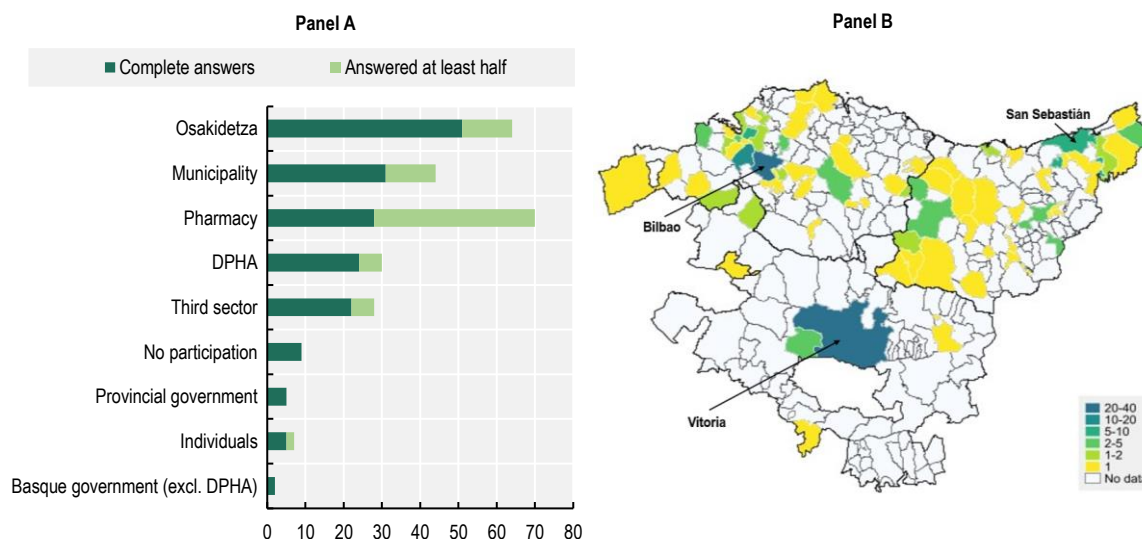 Panel A
Complete answers
Answered at least half
Osakidetza
Municipality
Pharmacy
DPHA
Third sector
No participation
Provincial government
Individuals
Basque government (excl. DPHA)
0 10 20 30 40 50 60 70 80
Panel B
San Sebastián
Bilbao
Vitoria
20-40
10-20
5-10
2-5
1-2
1
No data